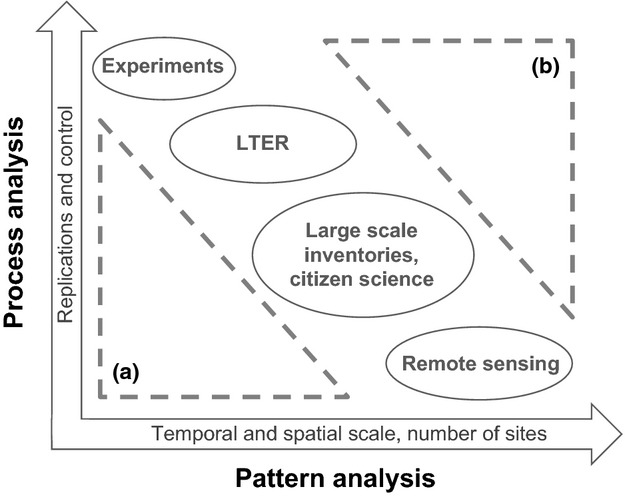 Experiments
(b)
LTER
Large scale
inventories,
citizen science
Remote sensing
(a)
Process analysis
Replications and control
Temporal and spatial scale, number of sites
Pattern analysis